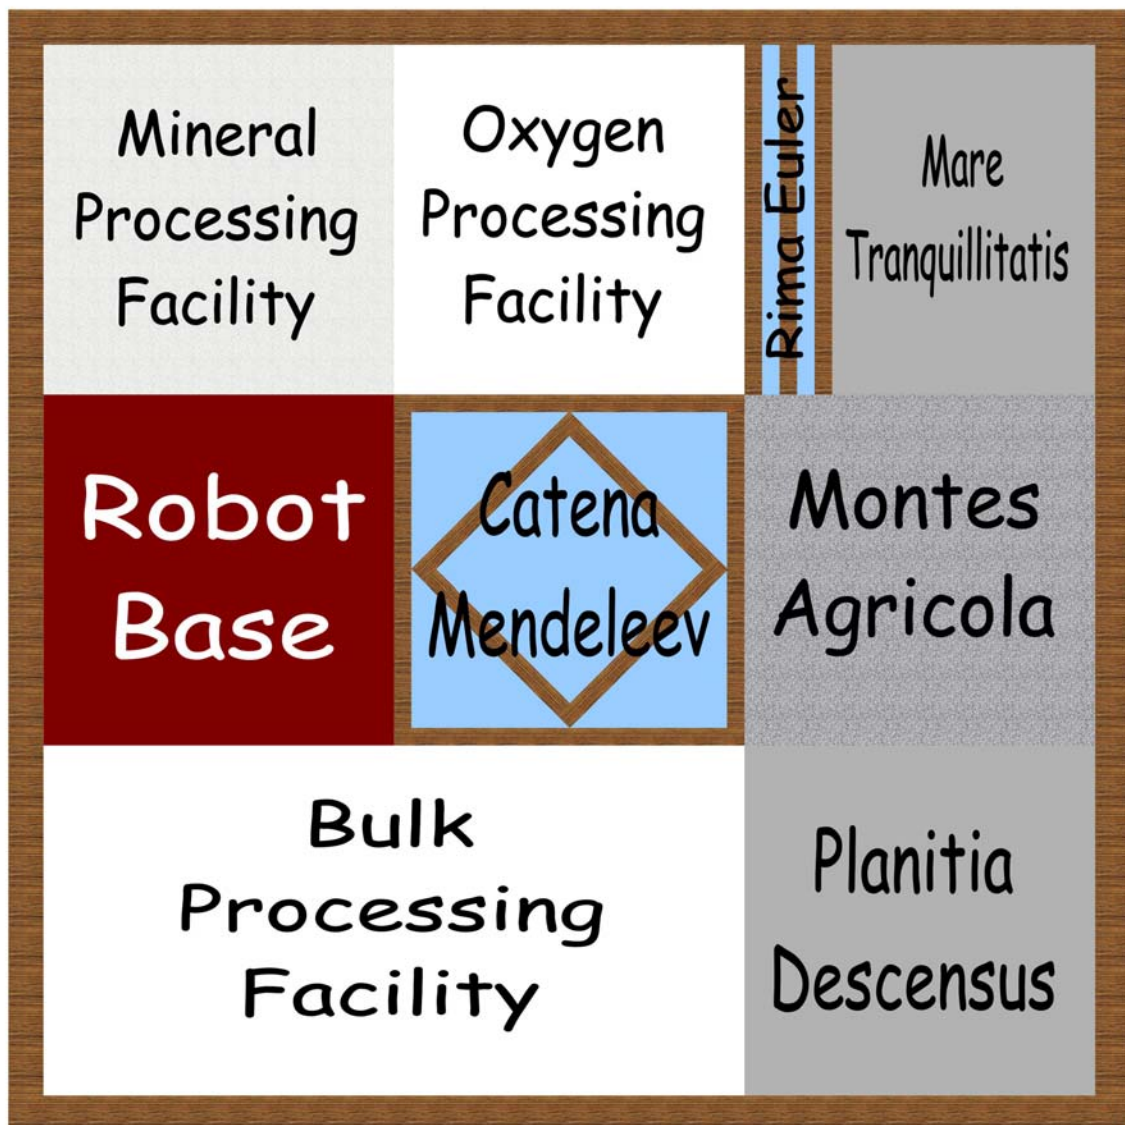 Mineral
Processing
Facility
Oxygen
Processing
Facility
Rima Euler
Mare
Tranquillitatis
Robot
Base
Catena
Mendeleev
Montes
Agricola
Bulk
Processing
Facility
Planitia
Descensus